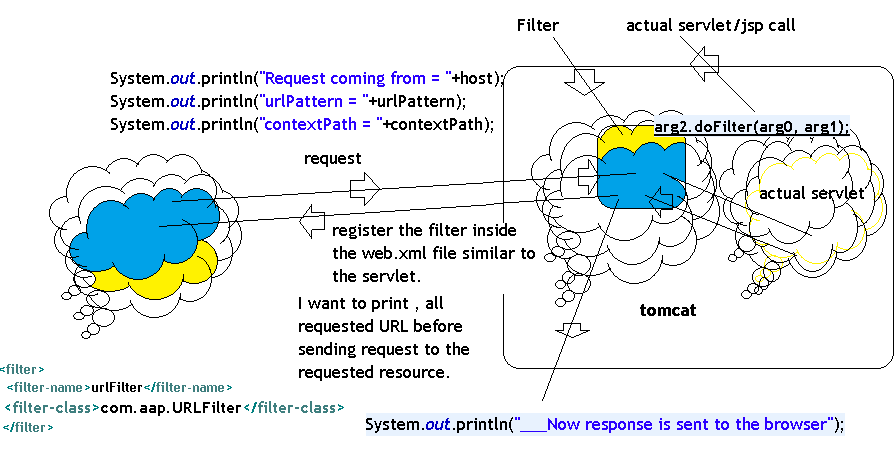 Filter
actual servlet/jsp call
System.out.println("Request coming from = "+host);
System.out.println("urlPattern = "+urlPattern);
System.out.println("contextPath = "+contextPath);
arg2.doFilter(arg0, arg1);
request
actual servlet
register the filter inside
the web.xml file similar to
the servlet.
I want to print , all
requested URL before
sending request to the
requested resource.
tomcat
<filter>
<filter-name>urlFilter</filter-name>
<filter-class>com.aap.URLFilter</filter-class>
</filter>
System.out.println("___Now response is sent to the browser");